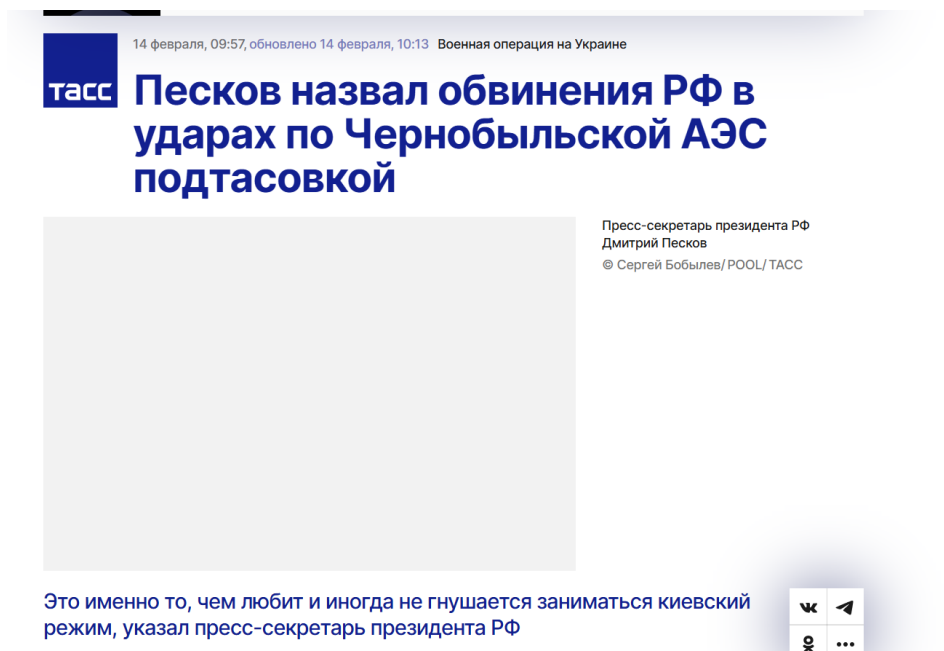 14 февраля, 09:57, обновлено 14 февраля, 10:13 Военная операция на Украине
тасс
Песков назвал обвинения РФ в
ударах по Чернобыльской АЭС
подтасовкой
Пресс-секретарь президента РФ
Дмитрий Песков
© Сергей Бобылев/ POOL/ ТАСС
Это именно то, чем любит и иногда не гнушается заниматься киевский
режим, указал пресс-секретарь президента РФ